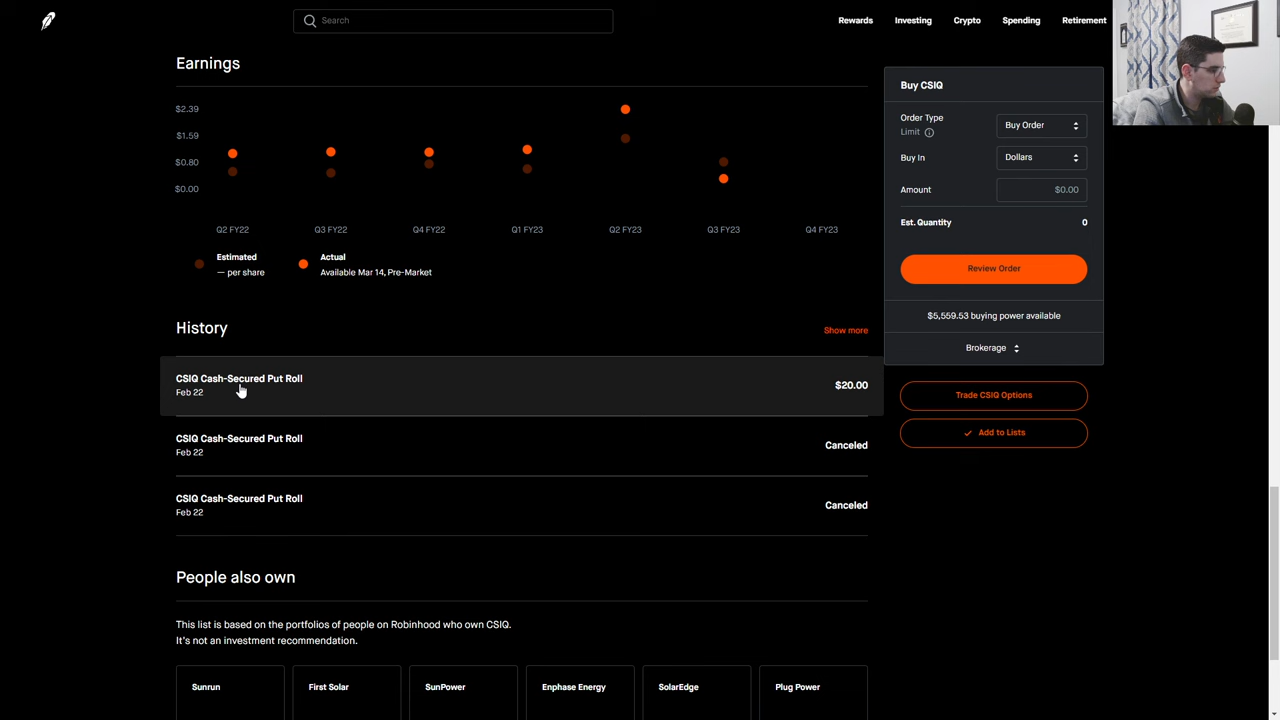 Search
Rewards
Investing
Crypto
Spending
Retirement
Earnings
$2.39
$1.59
$0.80
$0.00
Q2 FY22
Q3 FY22
Q4 FY22
Q1 FY23
Q2 FY23
Q3 FY23
Q4 FY23
Estimated
— per share
Actual
Available Mar 14, Pre-Market
History
Show more
CSIQ Cash-Secured Put Roll
Feb 22
$20.00
CSIQ Cash-Secured Put Roll
Feb 22
Canceled
CSIQ Cash-Secured Put Roll
Feb 22
Canceled
People also own
This list is based on the portfolios of people on Robinhood who own CSIQ.
It's not an investment recommendation.
Sunrun
First Solar
SunPower
Enphase Energy
SolarEdge
Plug Power
Buy CSIQ
Order Type
Limit
Buy Order
Buy In
Dollars
Amount
$0.00
Est. Quantity
0
Review Order
$5,559.53 buying power available
Brokerage
Trade CSIQ Options
Add to Lists